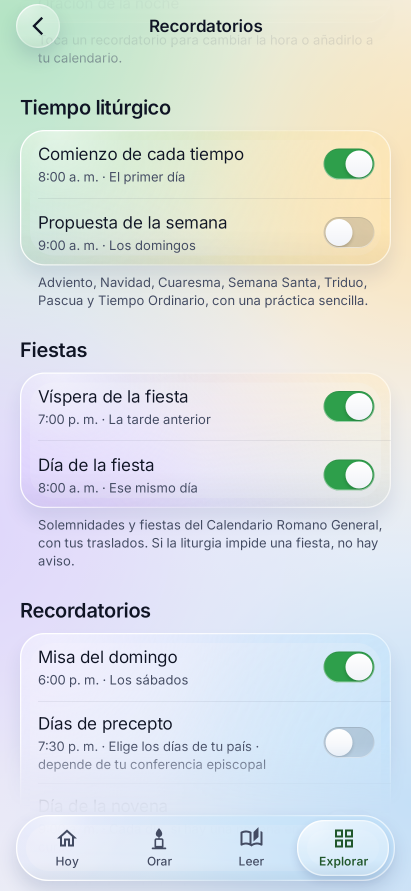 Recordatorios
Toca un recordatorio para cambiar la hora o añadirlo a
tu calendario.
Tiempo litúrgico
Comienzo de cada tiempo
8:00 a. m. · El primer día
Propuesta de la semana
9:00 a. m. · Los domingos
Adviento, Navidad, Cuaresma, Semana Santa, Triduo,
Pascua y Tiempo Ordinario, con una práctica sencilla.
Fiestas
Víspera de la fiesta
7:00 p. m. · La tarde anterior
Día de la fiesta
8:00 a. m. · Ese mismo día
Solemnidades y fiestas del Calendario Romano General,
con tus traslados. Si la liturgia impide una fiesta, no hay
aviso.
Recordatorios
Misa del domingo
6:00 p. m. · Los sábados
Días de precepto
7:30 p. m. · Elige los días de tu país ·
depende de tu conferencia episcopal
Día de la novena
Hoy
Orar
Leer
Explorar